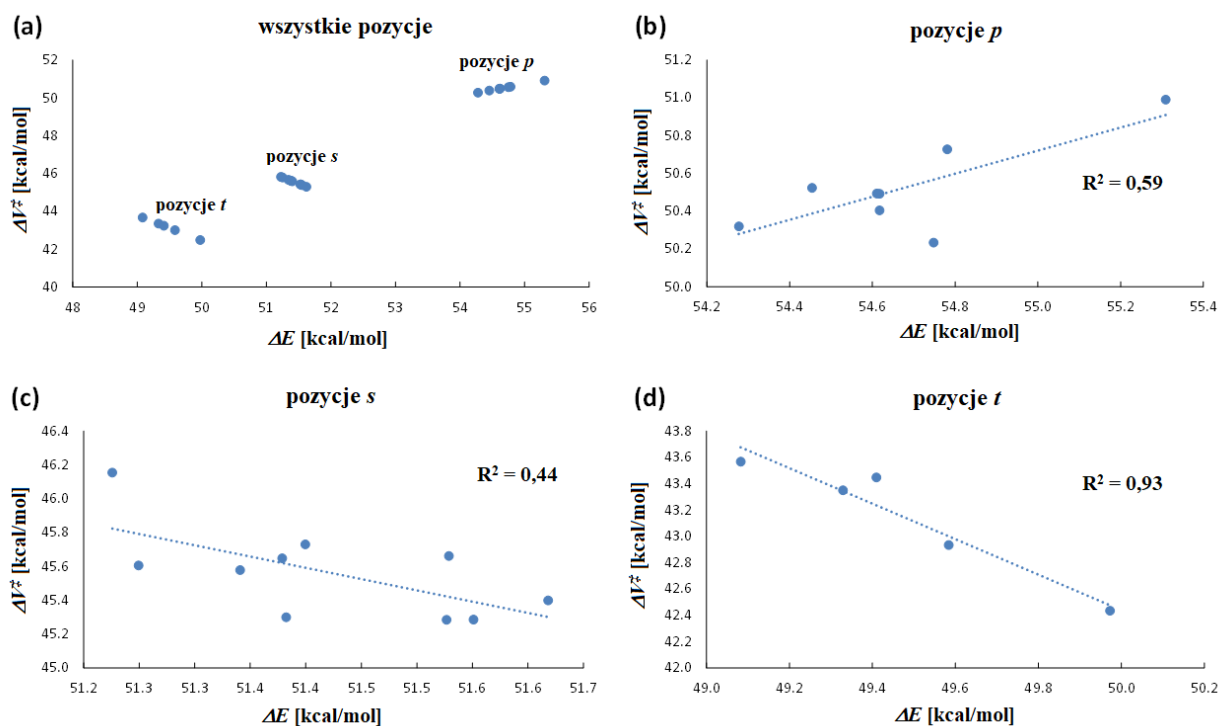 (a)
wszystkie pozycje
ΔV‡ [kcal/mol]
52
50
48
46
44
42
40
pozycje t
pozycje s
pozycje p
48 49 50 51 52 53 54 55 56
ΔE [kcal/mol]
(b)
pozycje p
ΔV‡ [kcal/mol]
51.2
51.0
50.8
50.6
50.4
50.2
50.0
R² = 0,59
54.2 54.4 54.6 54.8 55.0 55.2 55.4
ΔE [kcal/mol]
(c)
pozycje s
ΔV‡ [kcal/mol]
46.4
46.2
46.0
45.8
45.6
45.4
45.2
45.0
R² = 0,44
51.2 51.3 51.3 51.4 51.4 51.5 51.5 51.6 51.6 51.7
ΔE [kcal/mol]
(d)
pozycje t
ΔV‡ [kcal/mol]
43.8
43.6
43.4
43.2
43.0
42.8
42.6
42.4
42.2
42.0
R² = 0,93
49.0 49.2 49.4 49.6 49.8 50.0 50.2
ΔE [kcal/mol]